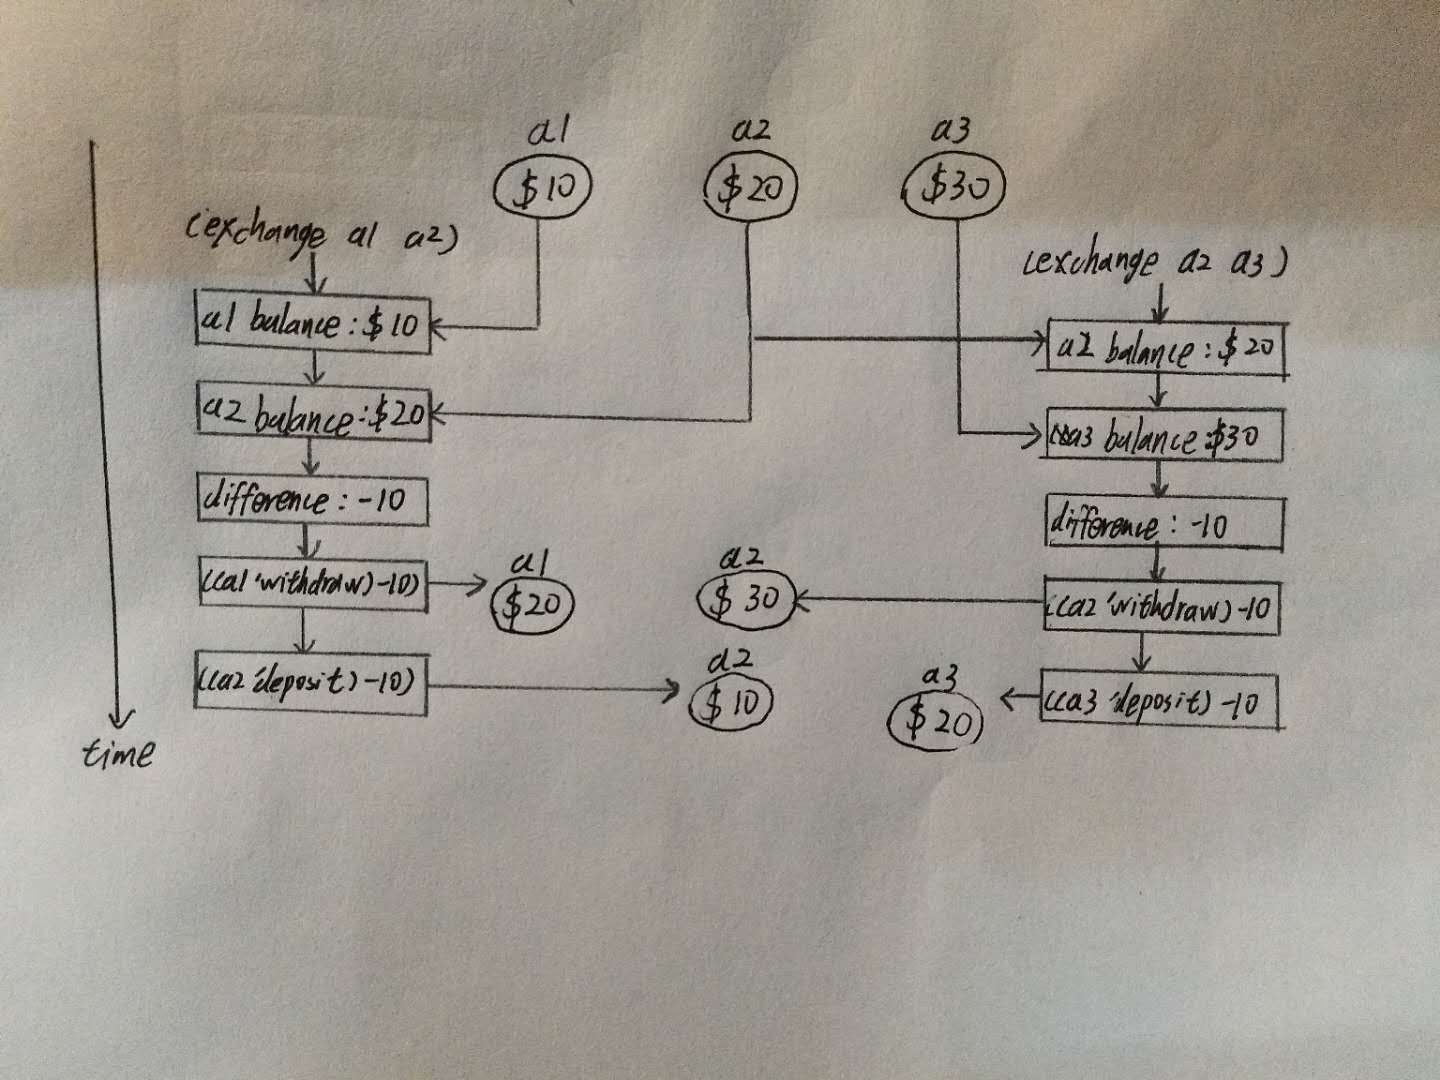 a1
a2
a3
$10
$20
$30
(exchange a1 a2)
(exchange a2 a3)
a1 balance: $10
a2 balance: $20
a2 balance: $20
a3 balance: $30
difference: -10
difference: -10
a1
$20
a2
$30
((a1 'withdraw) -10)
((a2 'withdraw) -10
a2
$10
a3
$20
((a2 'deposit) -10)
((a3 'deposit) -10
time